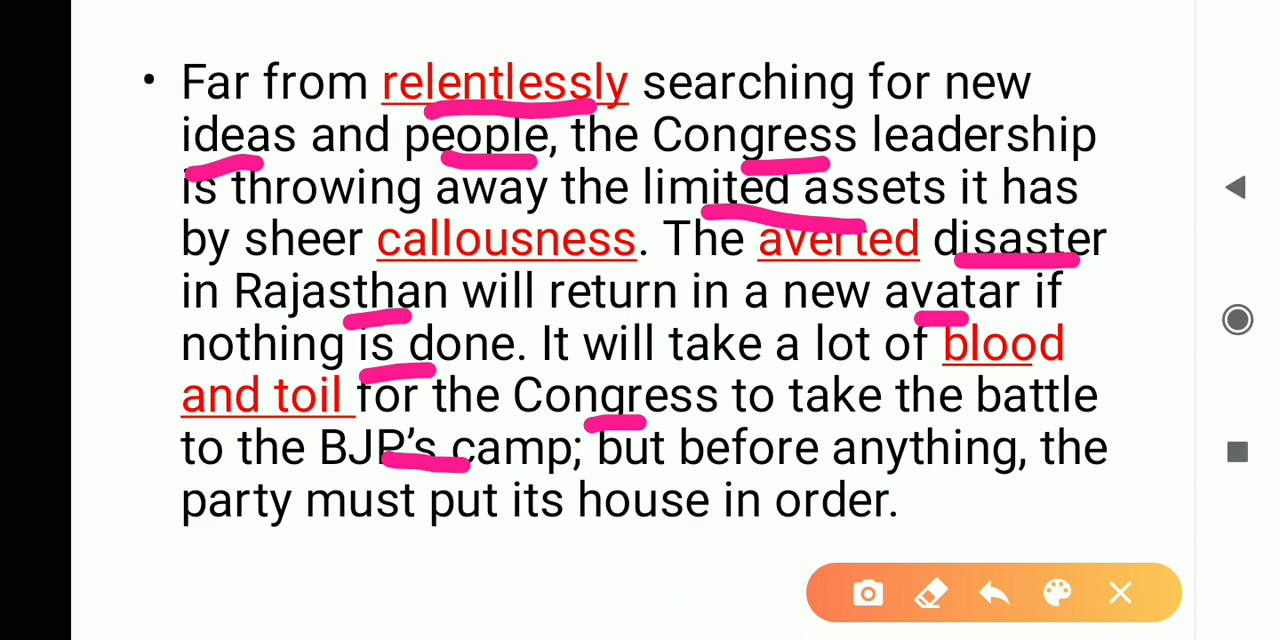 • Far from relentlessly searching for new
ideas and people, the Congress leadership
is throwing away the limited assets it has
by sheer callousness. The averted disaster
in Rajasthan will return in a new avatar if
nothing is done. It will take a lot of blood
and toil for the Congress to take the battle
to the BJP’s camp; but before anything, the
party must put its house in order.